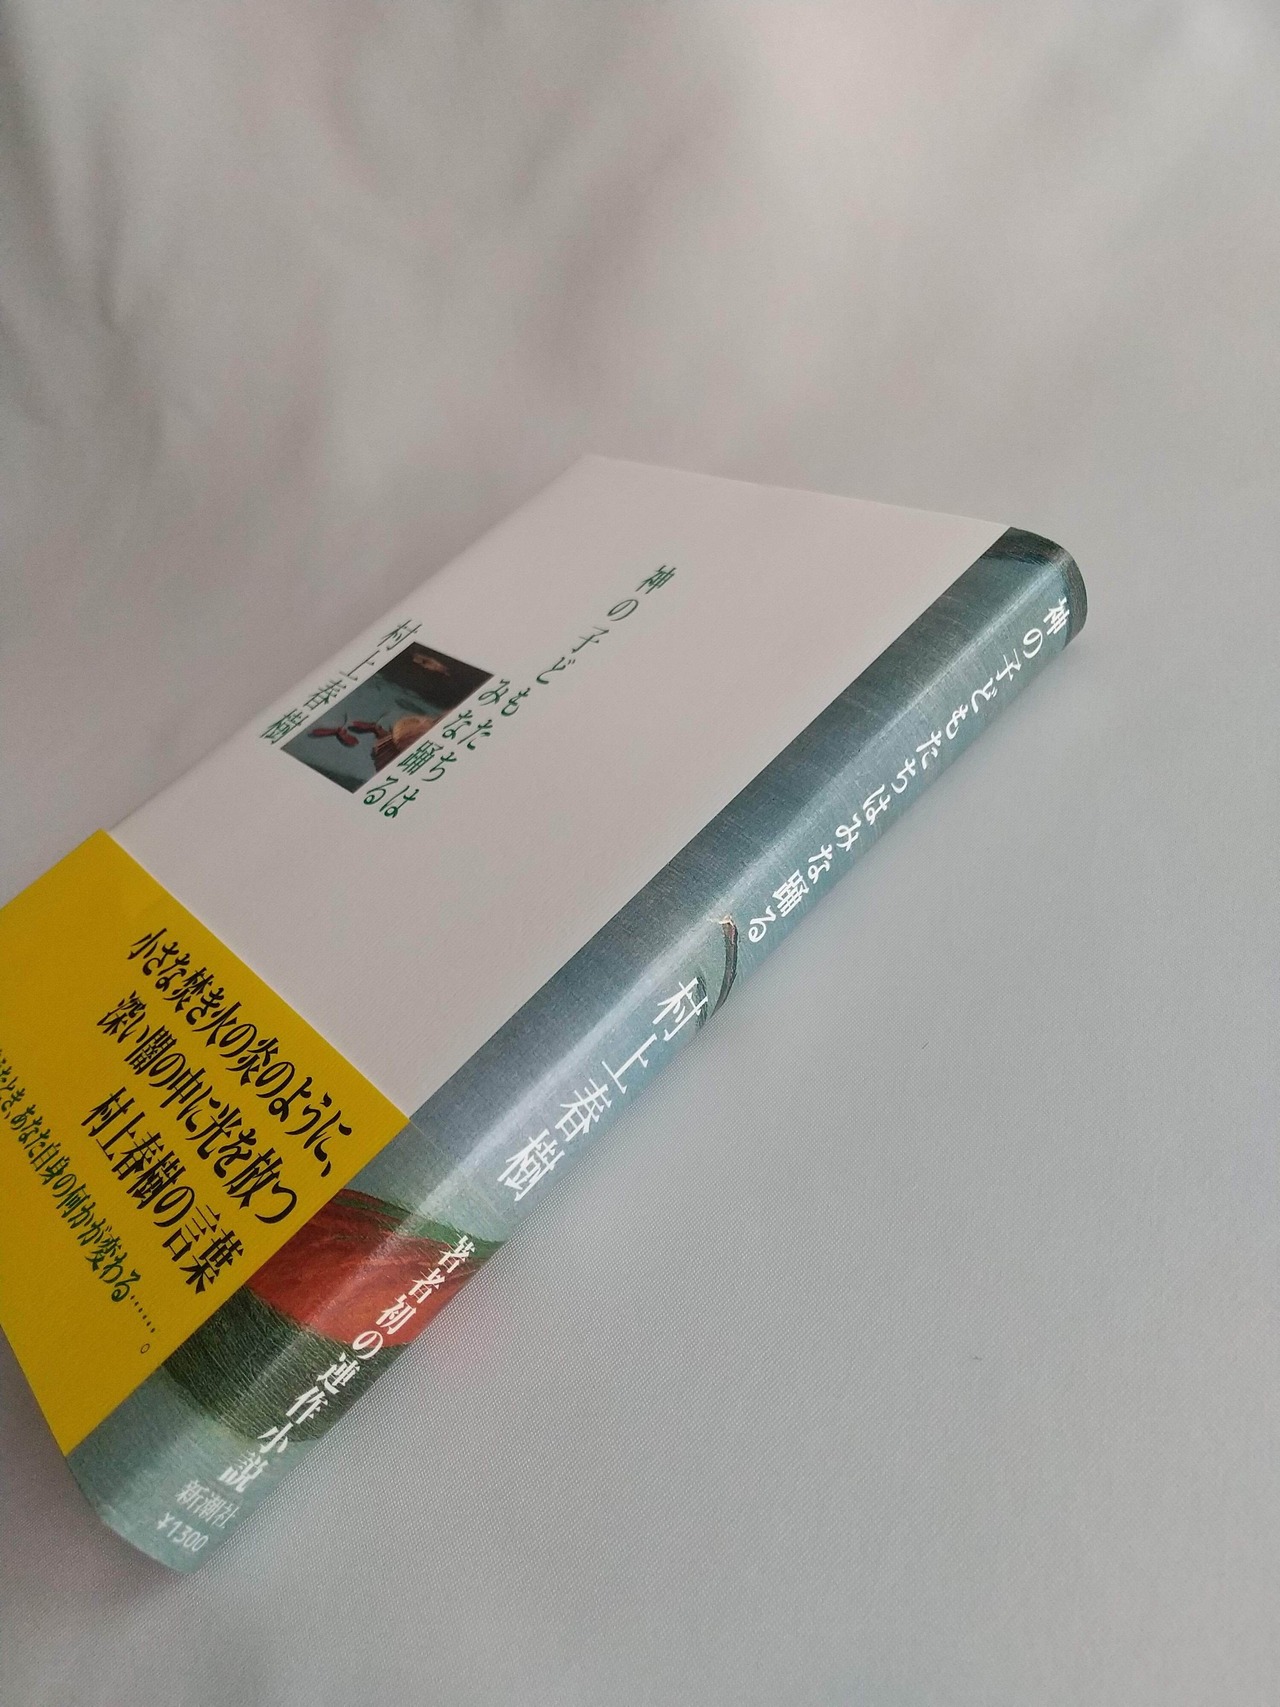 神の子どもたちは
みな踊る
村上春樹
小さな焚き火の炎のように、
深い闇の中に光を放つ
村上春樹の言葉
とき、あなた自身の何かが変わる……。
神の子どもたちはみな踊る
村上春樹
著者初の連作小説
新潮社
¥1300